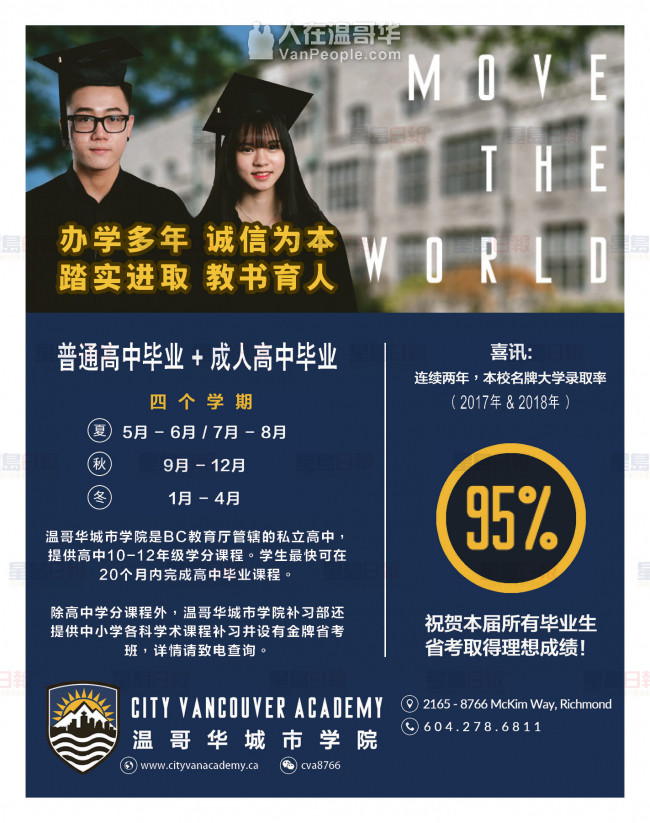 人在温哥华
VanPeople.com
MOVE
THE
WORLD
办学多年 诚信为本
踏实进取 教书育人
普通高中毕业 + 成人高中毕业
四个学期
夏 5月 - 6月 / 7月 - 8月
秋 9月 - 12月
冬 1月 - 4月
温哥华城市学院是BC教育厅管辖的私立高中，
提供高中10-12年级学分课程。学生最快可在
20个月内完成高中毕业课程。
除高中学分课程外，温哥华城市学院补习部还
提供中小学各科学术课程补习并设有金牌省考
班，详情请致电查询。
喜讯:
连续两年，本校名牌大学录取率
（2017年 & 2018年）
95%
祝贺本届所有毕业生
省考取得理想成绩!
CITY VANCOUVER ACADEMY
温哥华城市学院
www.cityvanacademy.ca cva8766
2165 - 8766 McKim Way, Richmond
604.278.6811
星島日報